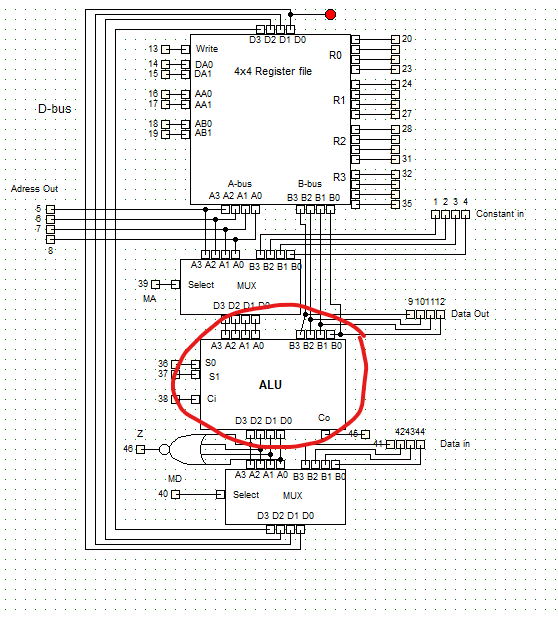 D3 D2 D1 D0
13 Write
20
14 DA0
15 DA1
4x4 Register file
R0
23
16 AA0
17 AA1
24
R1
27
D-bus
18 AB0
19 AB1
28
R2
31
R3
32
35
A-bus
B-bus
A3 A2 A1 A0
B3 B2 B1 B0
Adress Out
5
6
7
8
1 2 3 4
Constant in
A3 A2 A1 A0
B3 B2 B1 B0
39 Select
MUX
MA
D3 D2 D1 D0
9 10 11 12
Data Out
A3 A2 A1 A0
B3 B2 B1 B0
36 S0
37 S1
ALU
38 Ci
D3 D2 D1 D0
Co
45
Z
46
41 42 43 44
Data in
A3 A2 A1 A0
B3 B2 B1 B0
MD
40 Select
MUX
D3 D2 D1 D0